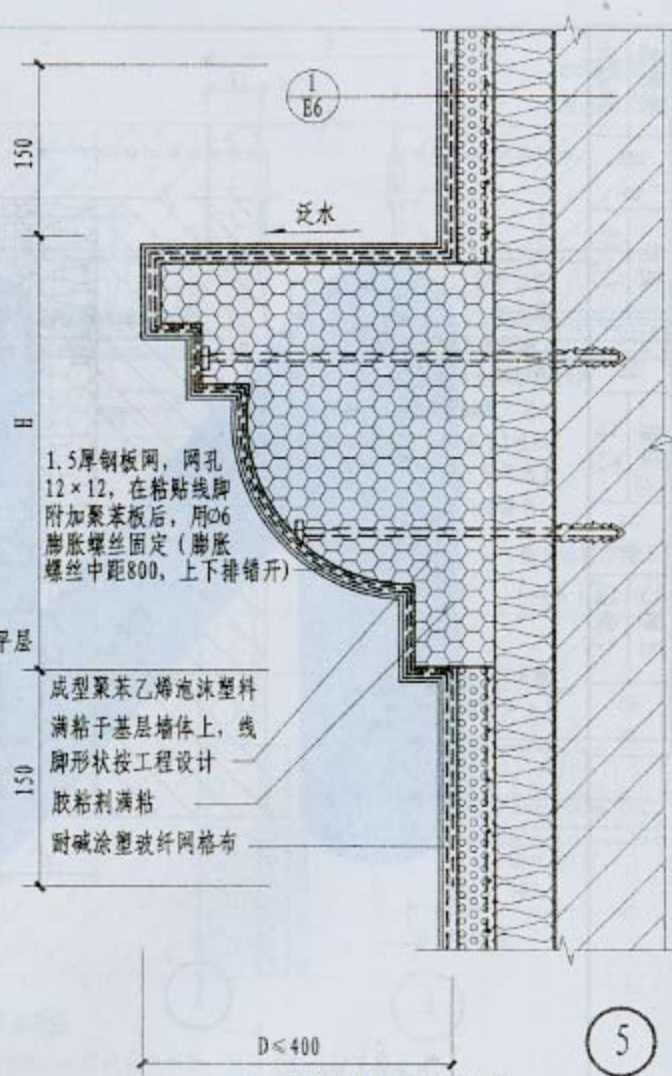 1
E6
150
泛水
H
1.5厚钢板网，网孔
12×12，在粘贴线脚
附加聚苯板后，用Ø6
膨胀螺丝固定（膨胀
螺丝中距800，上下排错开）
平层
成型聚苯乙烯泡沫塑料
满粘于基层墙体上，线
脚形状按工程设计
胶粘剂满粘
耐碱涂塑玻纤网格布
150
D≤400
5